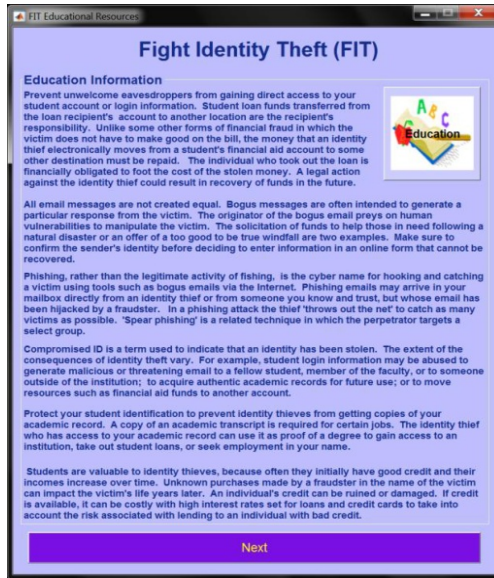 FIT Educational Resources
Fight Identity Theft (FIT)
Education Information
Prevent unwelcome eavesdroppers from gaining direct access to your
student account or login information. Student loan funds transferred from
the loan recipient's account to another location are the recipient's
responsibility. Unlike some other forms of financial fraud in which the
victim does not have to make good on the bill, the money that an identity
thief electronically moves from a student's financial aid account to some
other destination must be repaid. The individual who took out the loan is
financially obligated to foot the cost of the stolen money. A legal action
against the identity thief could result in recovery of funds in the future.
A B C
Education
All email messages are not created equal. Bogus messages are often intended to generate a
particular response from the victim. The originator of the bogus email preys on human
vulnerabilities to manipulate the victim. The solicitation of funds to help those in need following a
natural disaster or an offer of a too good to be true windfall are two examples. Make sure to
confirm the sender's identity before deciding to enter information in an online form that cannot be
recovered.
Phishing, rather than the legitimate activity of fishing, is the cyber name for hooking and catching
a victim using tools such as bogus emails via the Internet. Phishing emails may arrive in your
mailbox directly from an identity thief or from someone you know and trust, but whose email has
been hijacked by a fraudster. In a phishing attack the thief 'throws out the net' to catch as many
victims as possible. 'Spear phishing' is a related technique in which the perpetrator targets a
select group.
Compromised ID is a term used to indicate that an identity has been stolen. The extent of the
consequences of identity theft vary. For example, student login information may be abused to
generate malicious or threatening email to a fellow student, member of the faculty, or to someone
outside of the institution; to acquire authentic academic records for future use; or to move
resources such as financial aid funds to another account.
Protect your student identification to prevent identity thieves from getting copies of your
academic record. A copy of an academic transcript is required for certain jobs. The identity thief
who has access to your academic record can use it as proof of a degree to gain access to an
institution, take out student loans, or seek employment in your name.
Students are valuable to identity thieves, because often they initially have good credit and their
incomes increase over time. Unknown purchases made by a fraudster in the name of the victim
can impact the victim's life years later. An individual's credit can be ruined or damaged. If credit
is available, it can be costly with high interest rates set for loans and credit cards to take into
account the risk associated with lending to an individual with bad credit.
Next